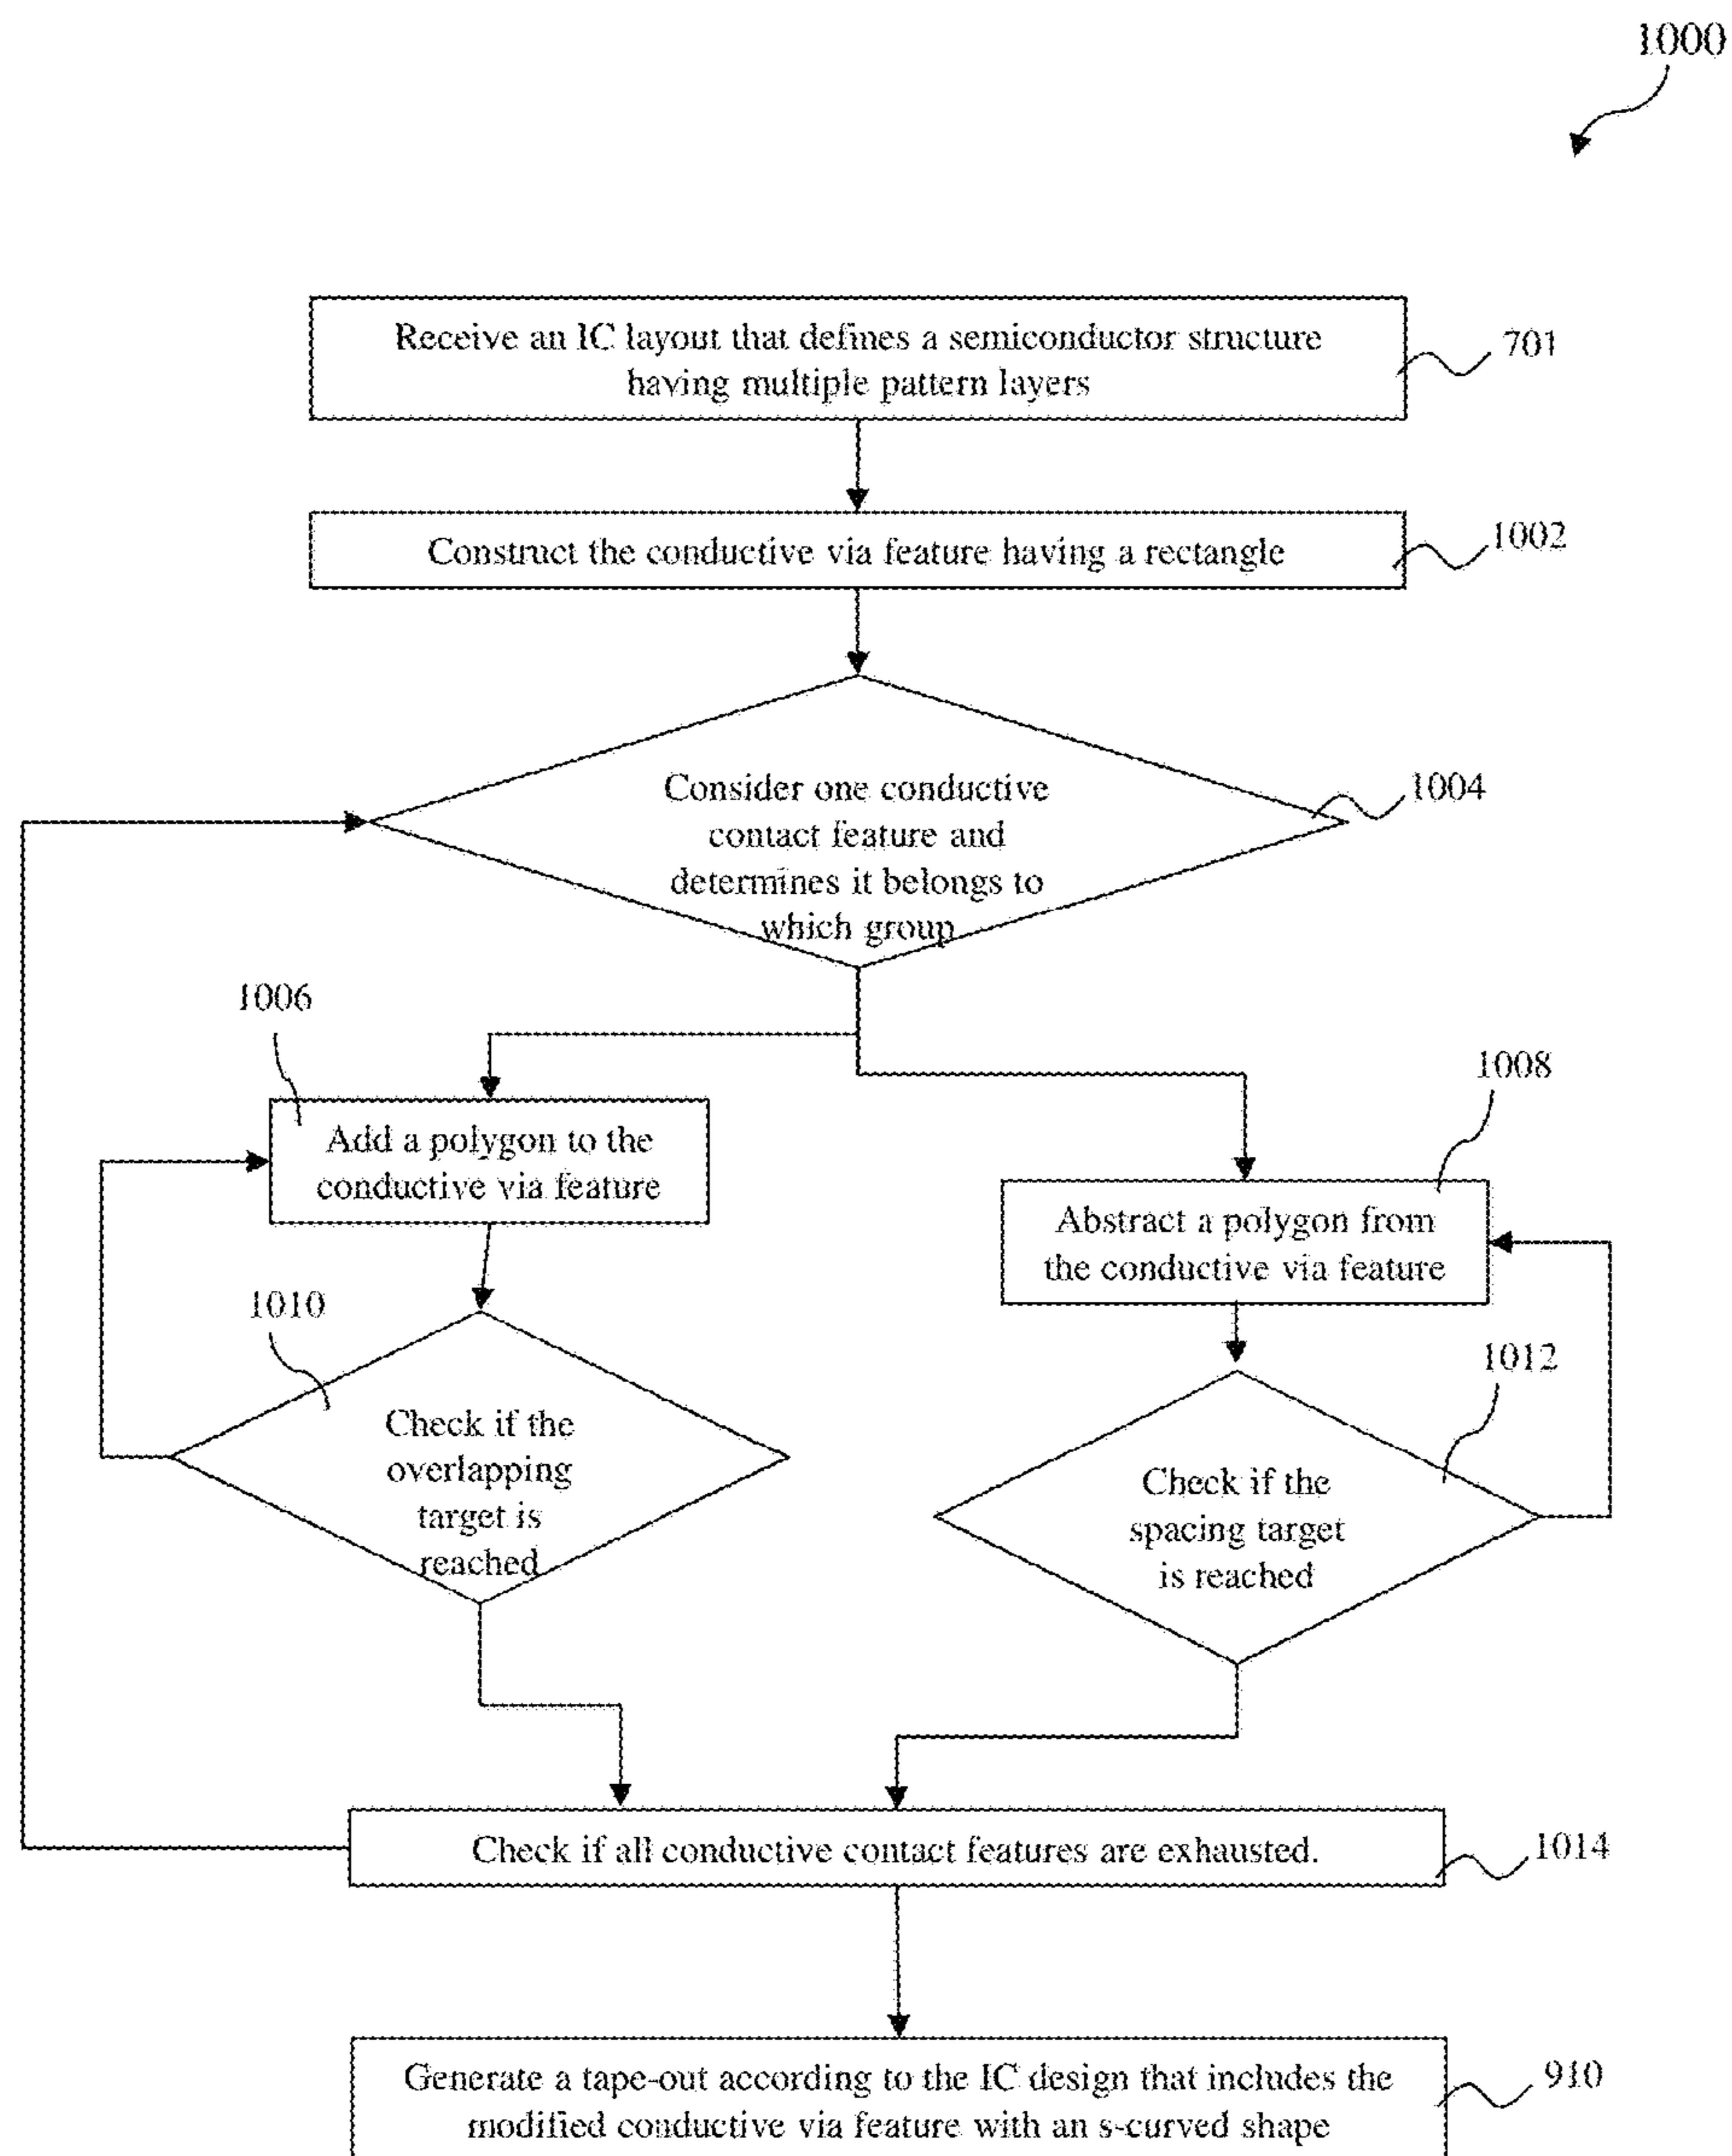 1000
Receive an IC layout that defines a semiconductor structure
having multiple pattern layers
701
Construct the conductive via feature having a rectangle
1002
Consider one conductive
contact feature and
determines it belongs to
which group
1004
1006
Add a polygon to the
conductive via feature
1008
Abstract a polygon from
the conductive via feature
1010
Check if the
overlapping
target is
reached
1012
Check if the
spacing target
is reached
Check if all conductive contact features are exhausted.
1014
Generate a tape-out according to the IC design that includes the
modified conductive via feature with an s-curved shape
910